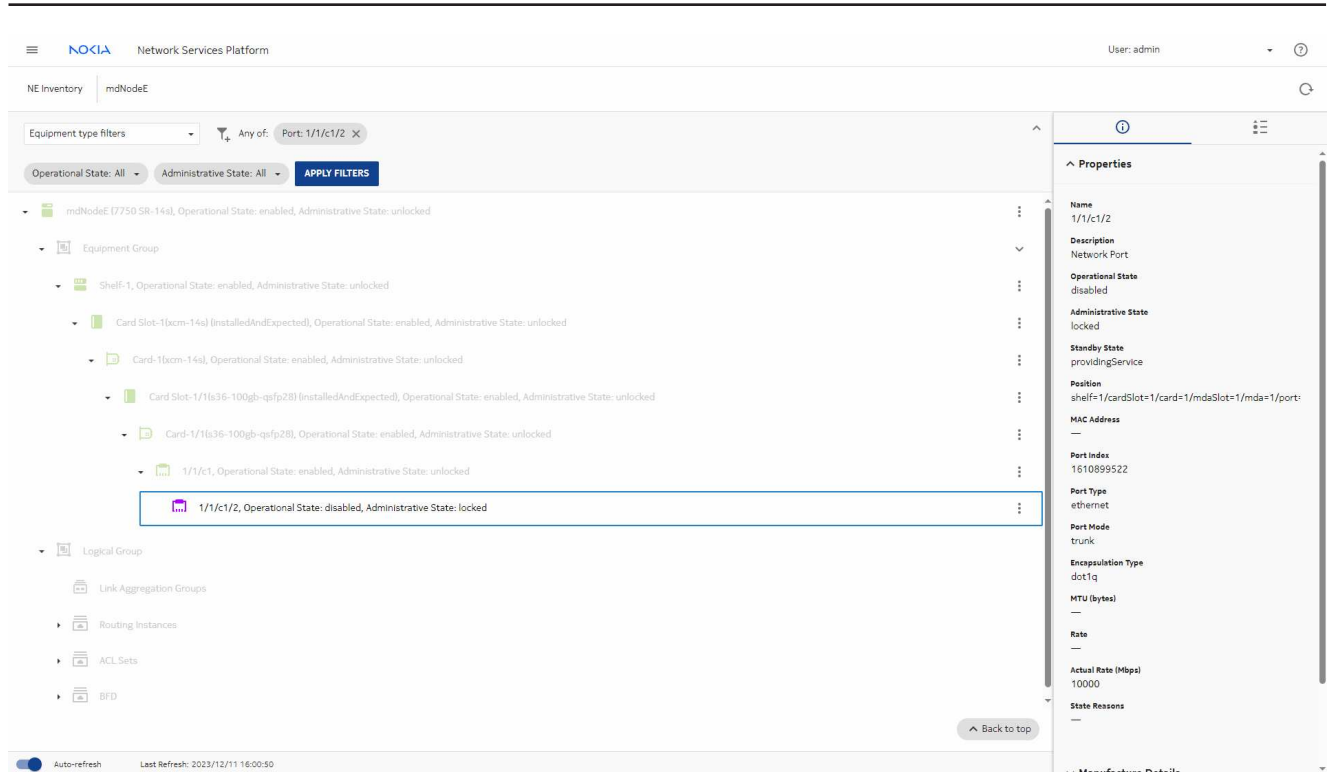 NOKIA Network Services Platform User: admin
NE Inventory mdNodeE
Equipment type filters Any of: Port: 1/1/c1/2
Operational State: All Administrative State: All APPLY FILTERS
mdNodeE (7750 SR-14s), Operational State: enabled, Administrative State: unlocked
Equipment Group
Shelf-1, Operational State: enabled, Administrative State: unlocked
Card Slot-1(xcm-14s) (installedAndExpected), Operational State: enabled, Administrative State: unlocked
Card-1(xcm-14s), Operational State: enabled, Administrative State: unlocked
Card Slot-1/1(s36-100gb-qsfp28) (installedAndExpected), Operational State: enabled, Administrative State: unlocked
Card-1/1(s36-100gb-qsfp28), Operational State: enabled, Administrative State: unlocked
1/1/c1, Operational State: enabled, Administrative State: unlocked
1/1/c1/2, Operational State: disabled, Administrative State: locked
Logical Group
Link Aggregation Groups
Routing Instances
ACL Sets
BFD
Back to top
Auto-refresh Last Refresh: 2023/12/11 16:00:50
Properties
Name
1/1/c1/2
Description
Network Port
Operational State
disabled
Administrative State
locked
Standby State
providingService
Position
shelf=1/cardSlot=1/card=1/mdaSlot=1/mda=1/port=
MAC Address
—
Port Index
1610899522
Port Type
ethernet
Port Mode
trunk
Encapsulation Type
dot1q
MTU (bytes)
—
Rate
—
Actual Rate (Mbps)
10000
State Reasons
—
Manufacture Details